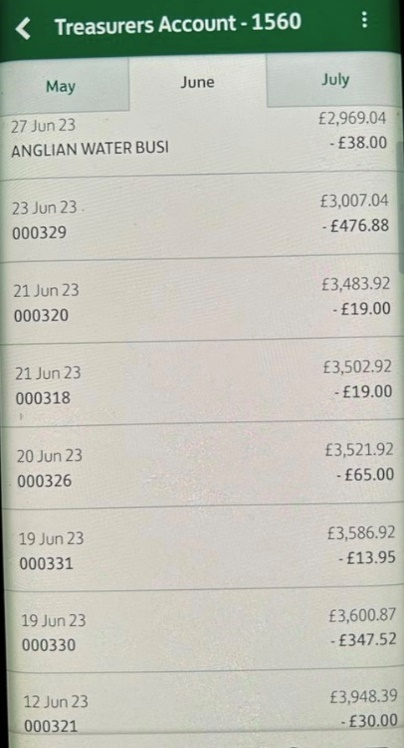 Treasurers Account - 1560
May June July
27 Jun 23 £2,969.04
ANGLIAN WATER BUSI - £38.00
23 Jun 23 £3,007.04
000329 - £476.88
21 Jun 23 £3,483.92
000320 - £19.00
21 Jun 23 £3,502.92
000318 - £19.00
20 Jun 23 £3,521.92
000326 - £65.00
19 Jun 23 £3,586.92
000331 - £13.95
19 Jun 23 £3,600.87
000330 - £347.52
12 Jun 23 £3,948.39
000321 - £30.00